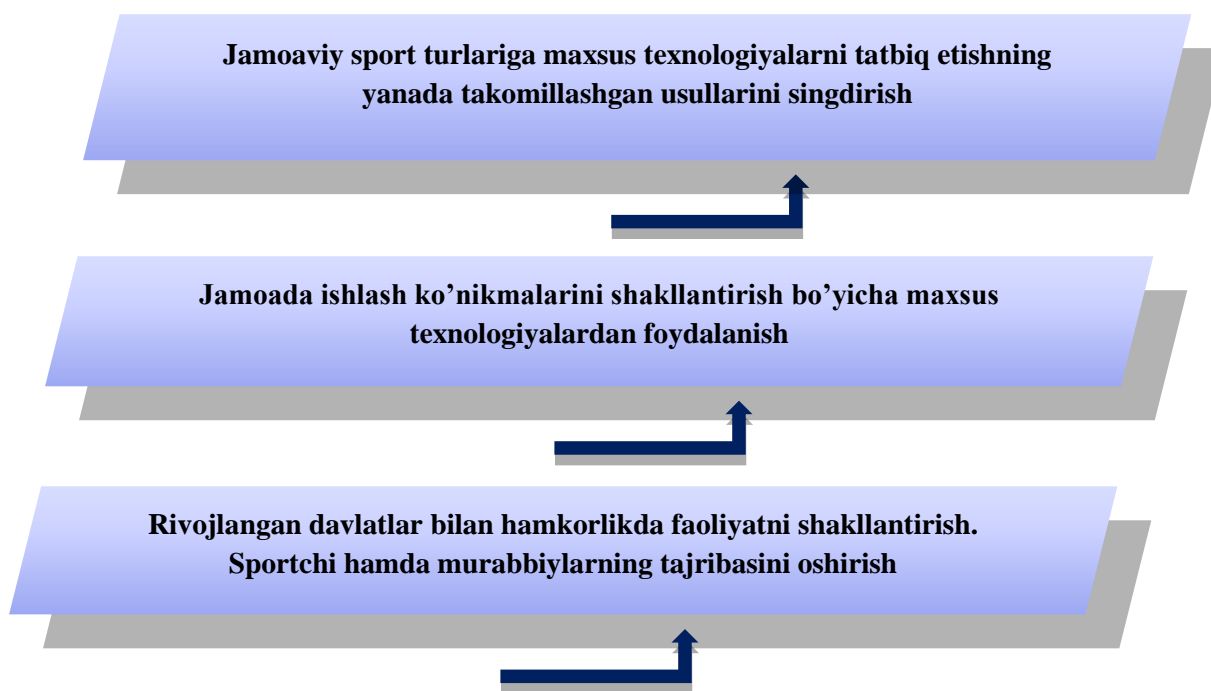 Jamoaviy sport turlariga maxsus texnologiyalarni tatbiq etishning
yanada takomillashgan usullarini singdirish
Jamoada ishlash ko’nikmalarini shakllantirish bo’yicha maxsus
texnologiyalardan foydalanish
Rivojlangan davlatlar bilan hamkorlikda faoliyatni shakllantirish.
Sportchi hamda murabbiylarning tajribasini oshirish